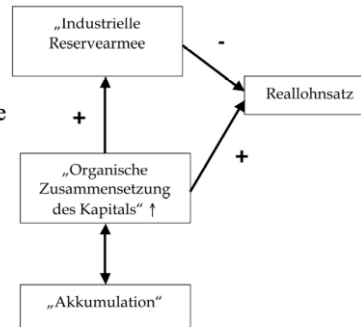 „Industrielle
Reservearmee
-
Reallohnsatz
e
+
+
„Organische
Zusammensetzung
des Kapitals“ ↑
„Akkumulation“